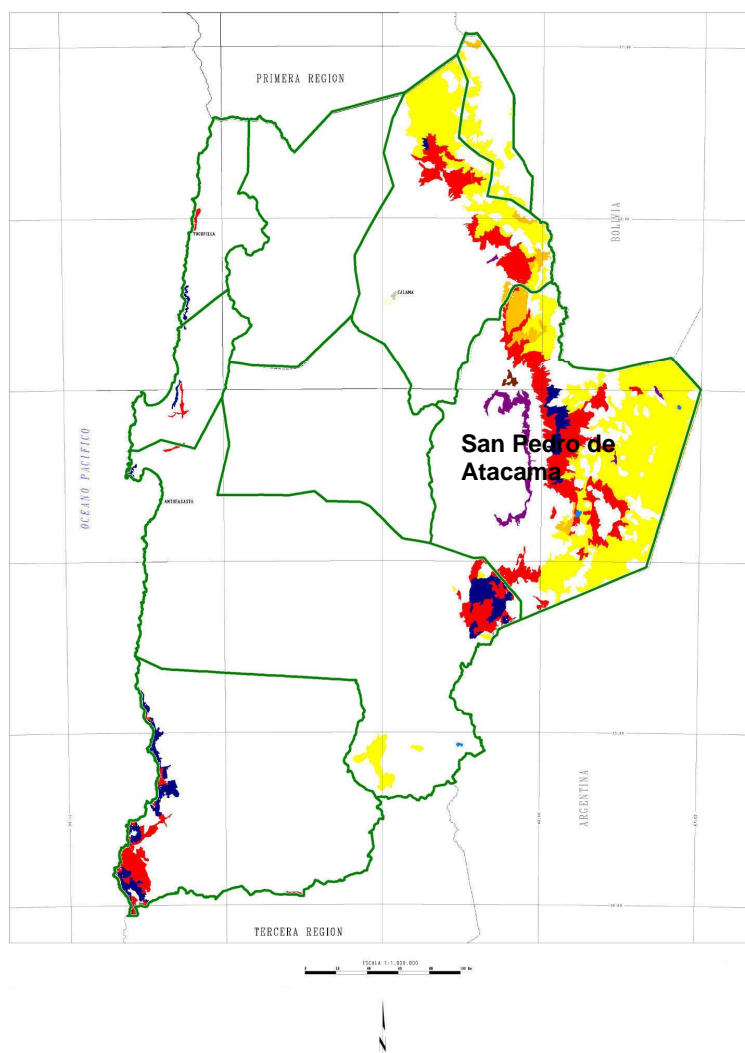 PRIMERA REGION
BOLIVIA
TOCOPILLA
CALAMA
San Pedro de
Atacama
OCEANO PACIFICO
ANTOFAGASTA
ARGENTINA
TERCERA REGION
ESCALA 1:1.000.000
N